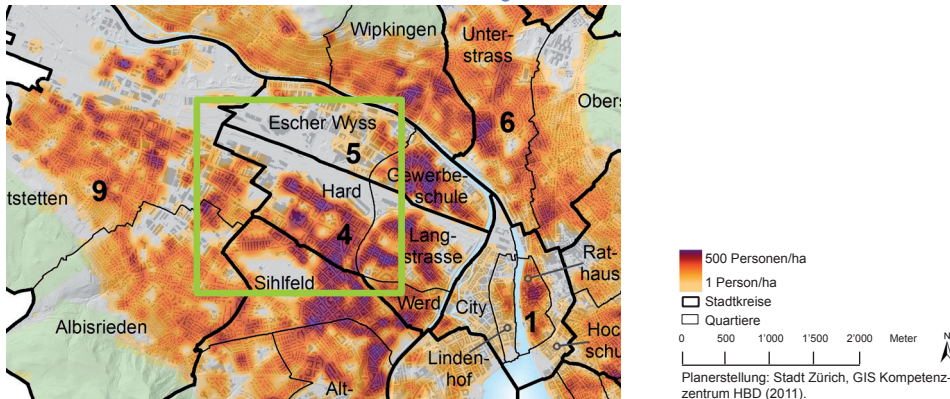 Wipkingen
Unter-
strass
Obers
Escher Wyss
6
5
Gewerbe-
schule
tstetten
9
Hard
4
Lang-
strasse
Rat-
haus
Sihlfeld
Werd
City
1
Albisrieden
Linden-
hof
Hoc
schu
Alt-
500 Personen/ha
1 Person/ha
Stadtkreise
Quartiere
0 500 1'000 1'500 2'000 Meter
N
Planerstellung: Stadt Zürich, GIS Kompetenz-
zentrum HBD (2011).